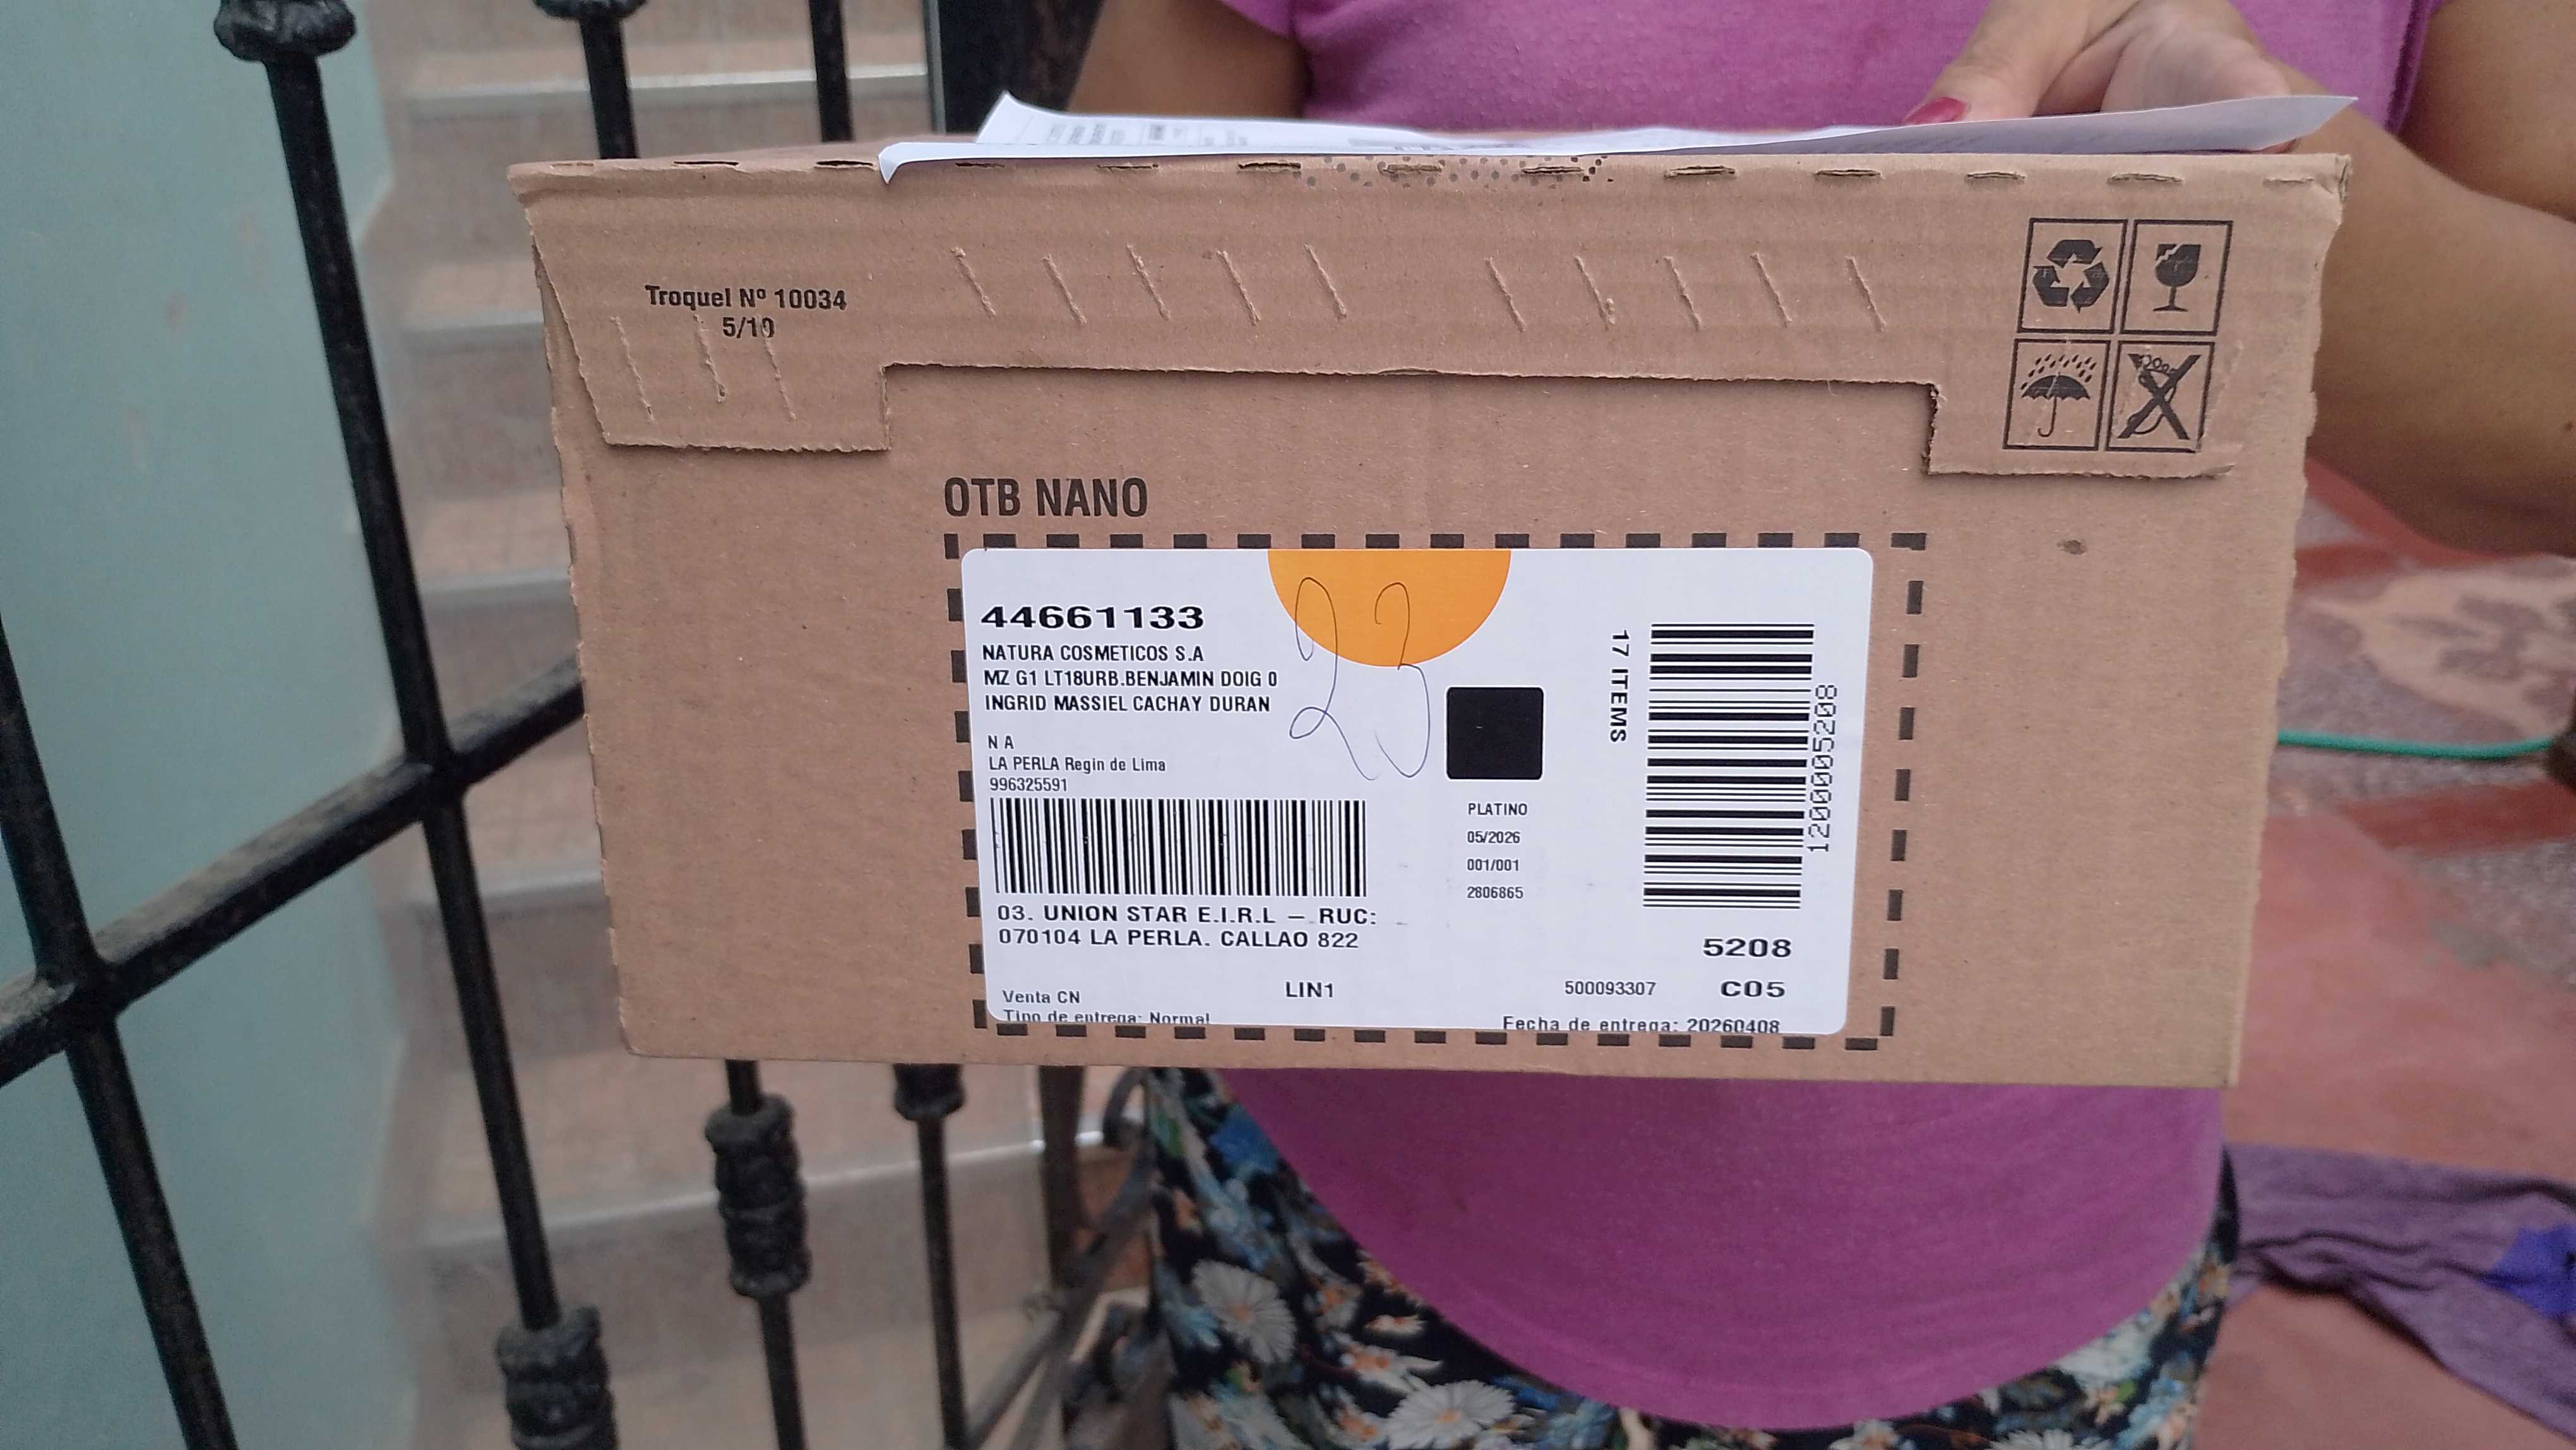 Troquel Nº 10034
5/10
OTB NANO
44661133
NATURA COSMETICOS S.A
MZ G1 LT18URB.BENJAMIN DOIG 0
INGRID MASSIEL CACHAY DURAN
N A
LA PERLA Regin de Lima
996325591
23
03. UNION STAR E.I.R.L – RUC:
070104 LA PERLA. CALLAO 822
PLATINO
05/2026
001/001
2806865
17 ITEMS
120000005208
5208
Venta CN
LIN1
500093307
C05
Tipo de entrega: Normal
Fecha de entrega: 20260408